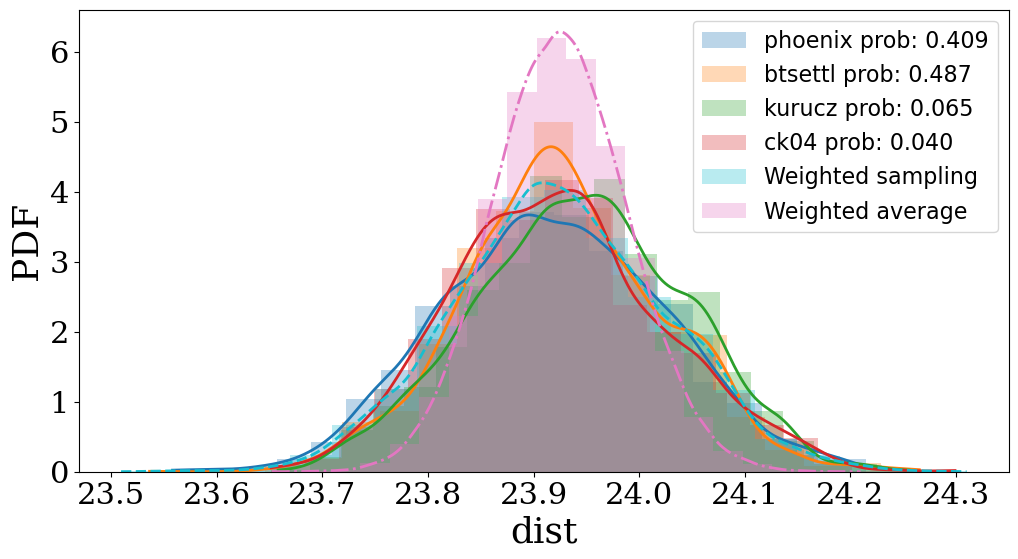 phoenix prob: 0.409
btsettl prob: 0.487
kurucz prob: 0.065
ck04 prob: 0.040
Weighted sampling
Weighted average
PDF
6
5
4
3
2
1
0
23.5 23.6 23.7 23.8 23.9 24.0 24.1 24.2 24.3
dist